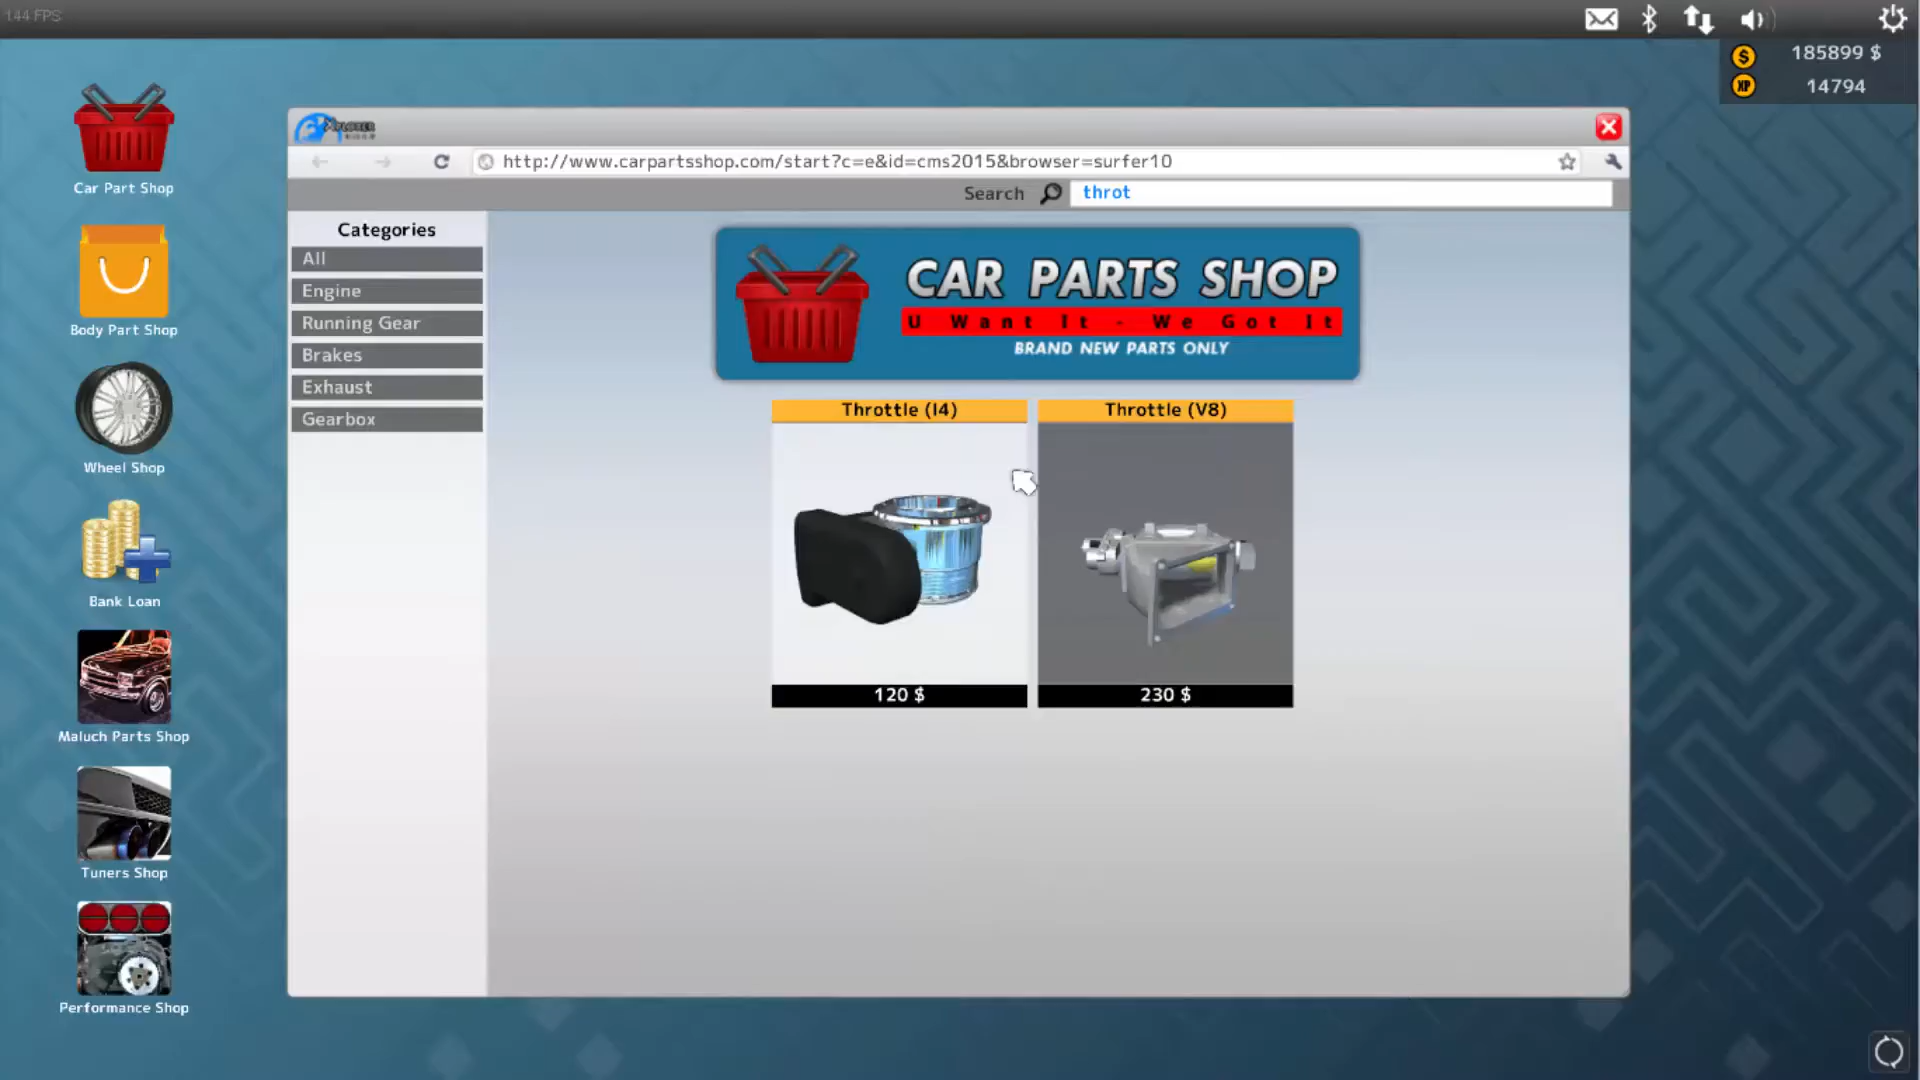 144 FPS
185899 $
XP 14794
Car Part Shop
Body Part Shop
Wheel Shop
Bank Loan
Maluch Parts Shop
Tuners Shop
Performance Shop
http://www.carpartsshop.com/start?c=e&id=cms2015&browser=surfer10
Search throt
Categories
All
Engine
Running Gear
Brakes
Exhaust
Gearbox
CAR PARTS SHOP
U Want It - We Got It
BRAND NEW PARTS ONLY
Throttle (I4)
120 $
Throttle (V8)
230 $